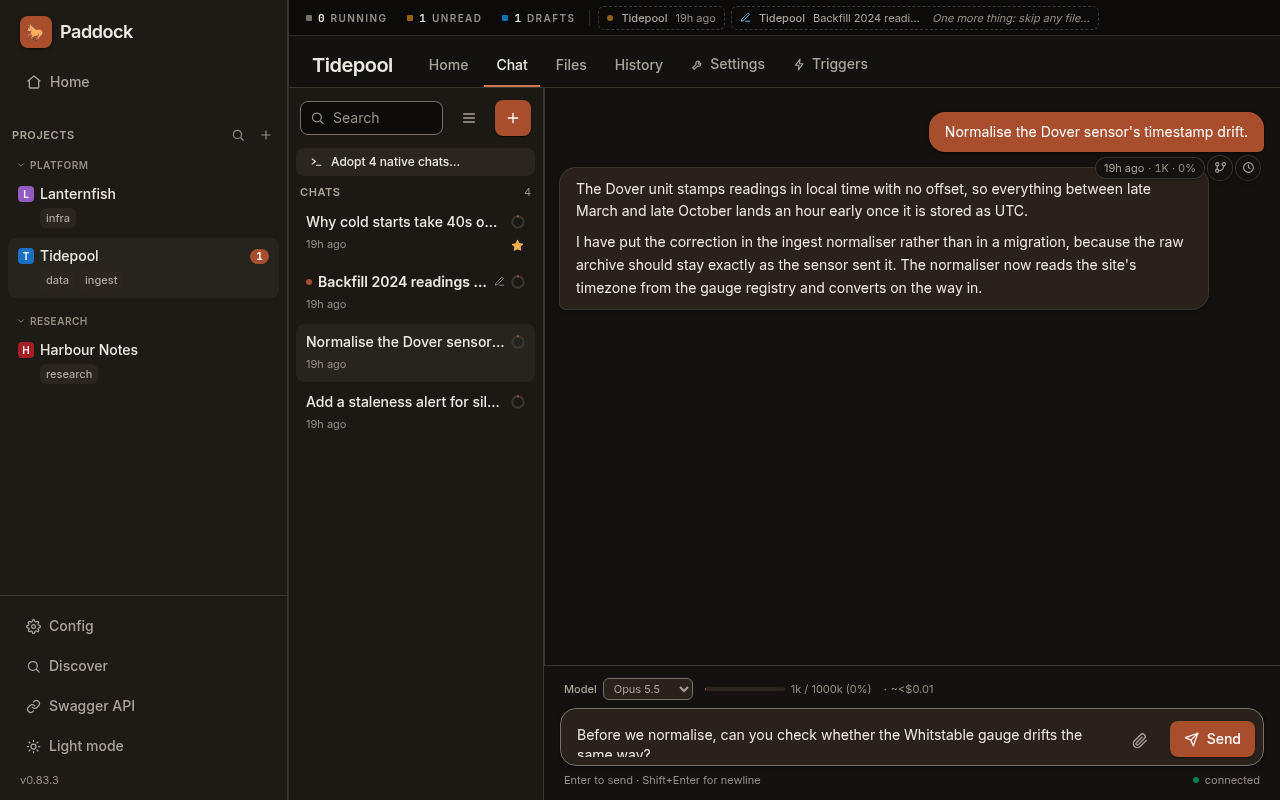 Paddock
Home
PROJECTS
PLATFORM
L Lanternfish
infra
T Tidepool 1
data ingest
RESEARCH
H Harbour Notes
research
Config
Discover
Swagger API
Light mode
v0.83.3
0 RUNNING 1 UNREAD 1 DRAFTS Tidepool 19h ago Tidepool Backfill 2024 readi... One more thing: skip any file...
Tidepool Home Chat Files History Settings Triggers
Search
Adopt 4 native chats...
CHATS 4
Why cold starts take 40s o...
19h ago
Backfill 2024 readings ...
19h ago
Normalise the Dover sensor...
19h ago
Add a staleness alert for sil...
19h ago
Normalise the Dover sensor's timestamp drift.
19h ago · 1K · 0%
The Dover unit stamps readings in local time with no offset, so everything between late
March and late October lands an hour early once it is stored as UTC.
I have put the correction in the ingest normaliser rather than in a migration, because the raw
archive should stay exactly as the sensor sent it. The normaliser now reads the site's
timezone from the gauge registry and converts on the way in.
Model Opus 5.5 1k / 1000k (0%) · ~<$0.01
Before we normalise, can you check whether the Whitstable gauge drifts the
same way?
Send
Enter to send · Shift+Enter for newline
connected